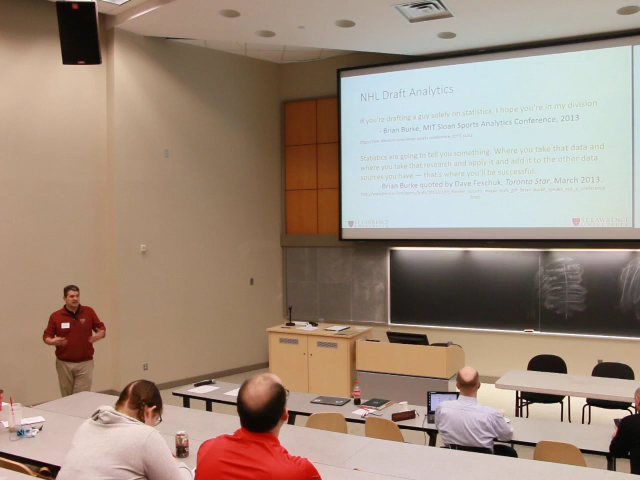 NHL Draft Analytics
If you're drafting a guy solely on statistics, I hope you're in my division
- Brian Burke, MIT Sloan Sports Analytics Conference, 2013
Statistics are going to tell you something. Where you take that data and
where you take that research and apply it and add it to the other data
sources you have — that's where you'll be successful.
- Brian Burke quoted by Dave Feschuk, Toronto Star, March 2013